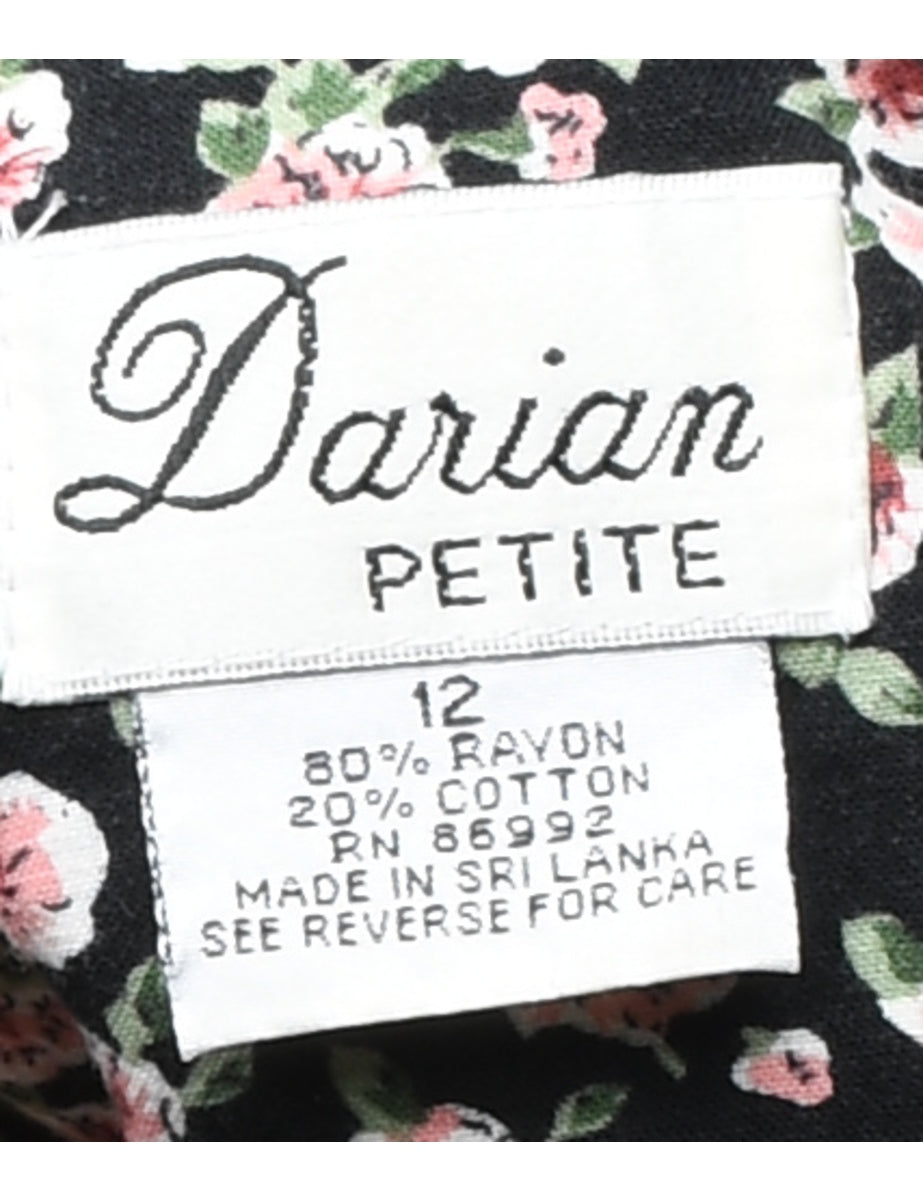 Darian
PETITE
12
80% RAYON
20% COTTON
RN 86992
MADE IN SRI LANKA
SEE REVERSE FOR CARE